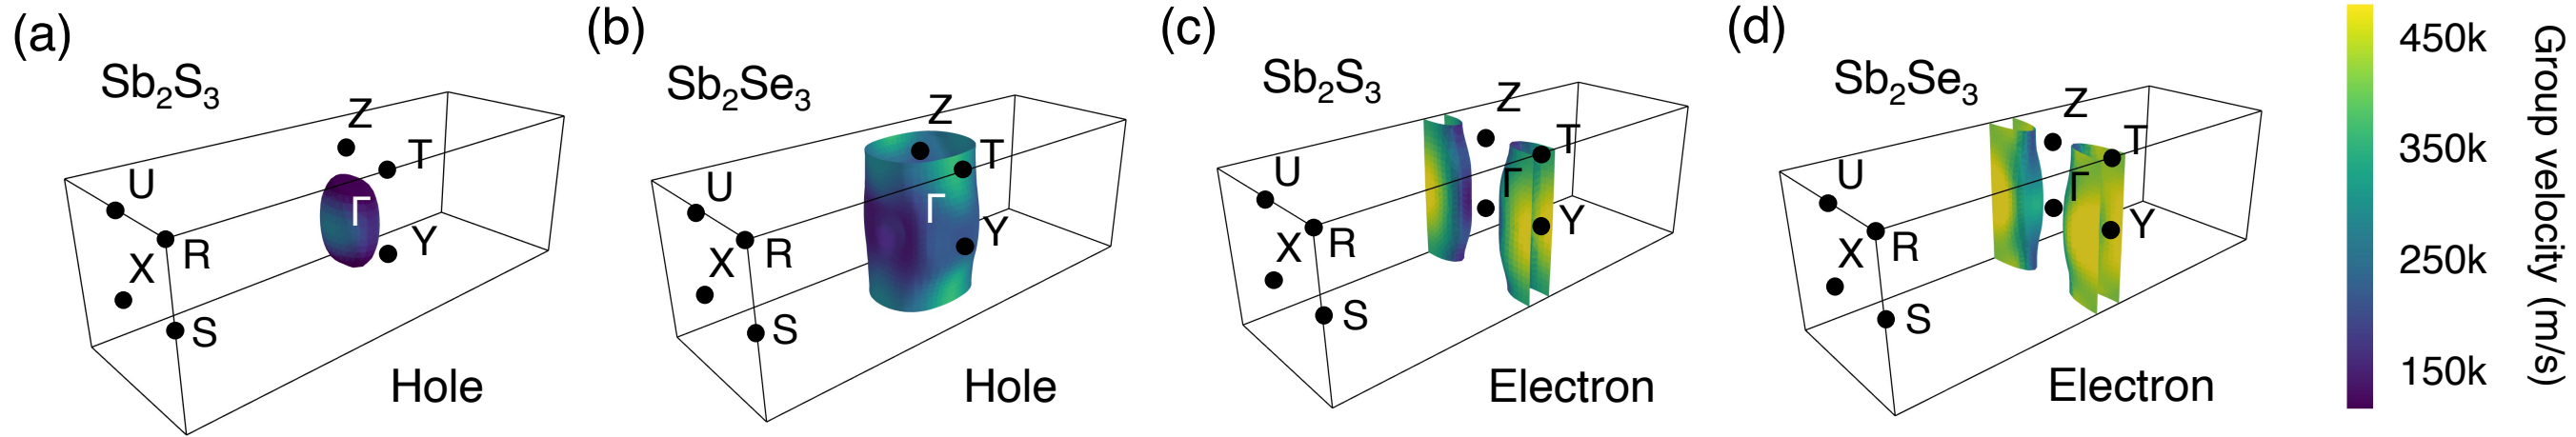 (a)
Sb₂S₃
Z
T
U
Γ
Y
X
R
S
Hole
(b)
Sb₂Se₃
Z
T
U
Γ
Y
X
R
S
Hole
(c)
Sb₂S₃
Z
T
U
Γ
Y
X
R
S
Electron
(d)
Sb₂Se₃
Z
T
U
Γ
Y
X
R
S
Electron
450k
350k
250k
150k
Group velocity (m/s)